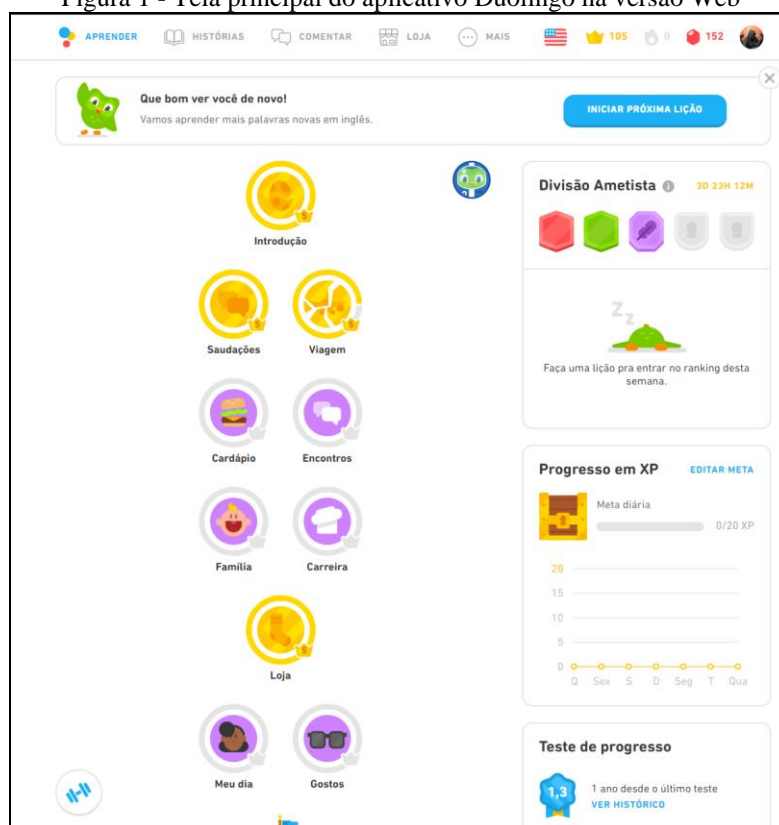 Figura 1 - Tela principal do aplicativo Duolingo na versão Web
APRENDER HISTÓRIAS COMENTAR LOJA MAIS 105 0 152
Que bom ver você de novo!
Vamos aprender mais palavras novas em inglês.
INICIAR PRÓXIMA LIÇÃO
5
Introdução
5
5
Saudações Viagem
Cardápio Encontros
Família Carreira
5
Loja
Meu dia Gostos
Divisão Ametista 3D 23H 12M
Z z
Faça uma lição pra entrar no ranking desta
semana.
Progresso em XP EDITAR META
Meta diária
0/20 XP
20
15
10
5
0
Q Sex S D Seg T Qua
Teste de progresso
1,3
1 ano desde o último teste
VER HISTÓRICO